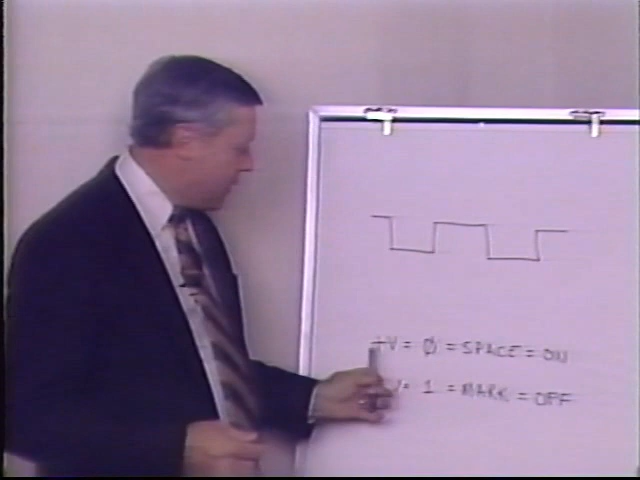 +V = Ø = SPACE = ON
V= 1 = MARK = OFF